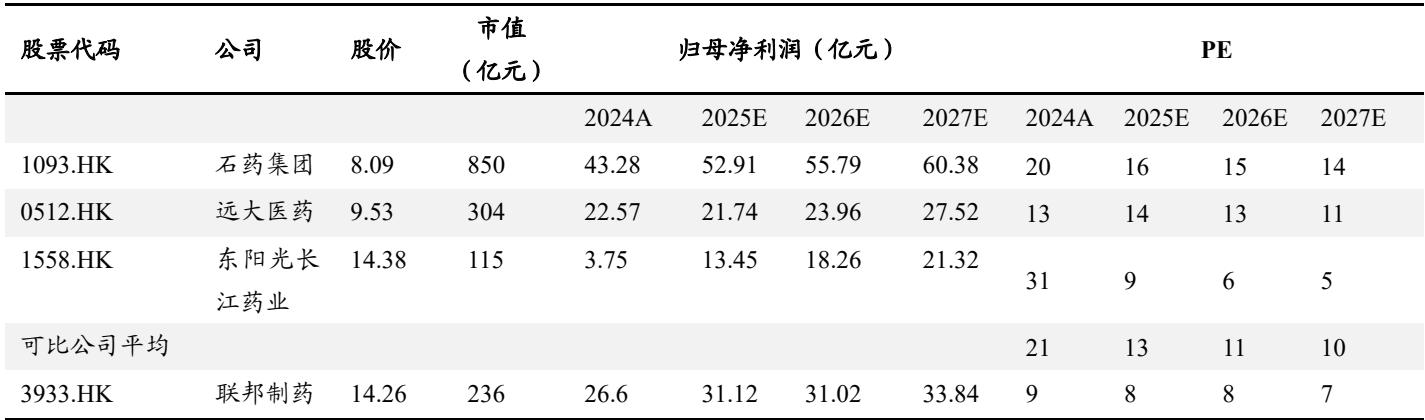 股票代码 公司 股价 市值（亿元） 归母净利润（亿元） PE
2024A 2025E 2026E 2027E 2024A 2025E 2026E 2027E
1093.HK 石药集团 8.09 850 43.28 52.91 55.79 60.38 20 16 15 14
0512.HK 远大医药 9.53 304 22.57 21.74 23.96 27.52 13 14 13 11
1558.HK 东阳光长江药业 14.38 115 3.75 13.45 18.26 21.32 31 9 6 5
可比公司平均 21 13 11 10
3933.HK 联邦制药 14.26 236 26.6 31.12 31.02 33.84 9 8 8 7